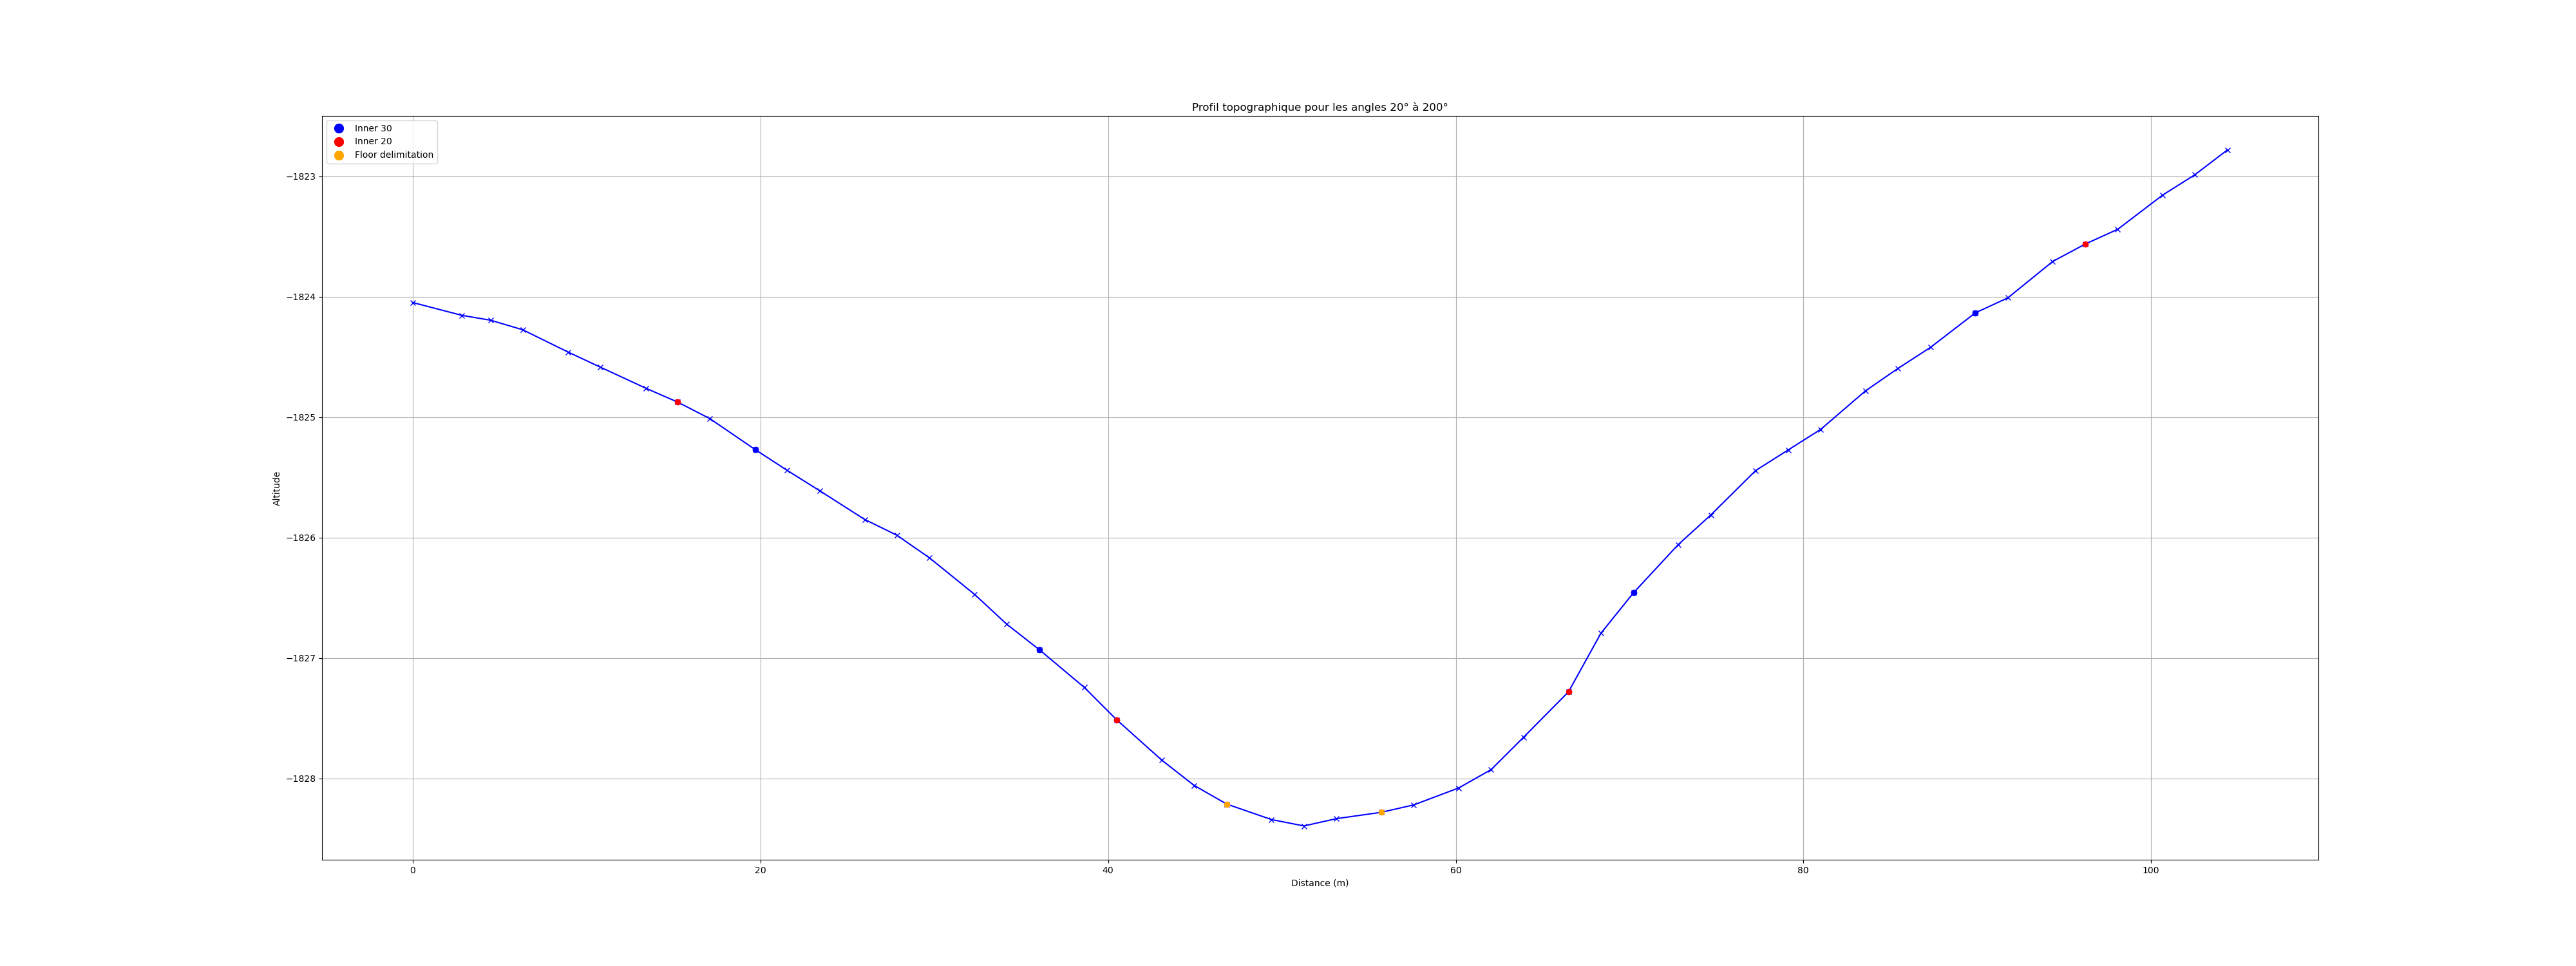 Profil topographique pour les angles 20° à 200°
Inner 30
Inner 20
Floor delimitation
−1823
−1824
−1825
−1826
−1827
−1828
Altitude
0 20 40 60 80 100
Distance (m)